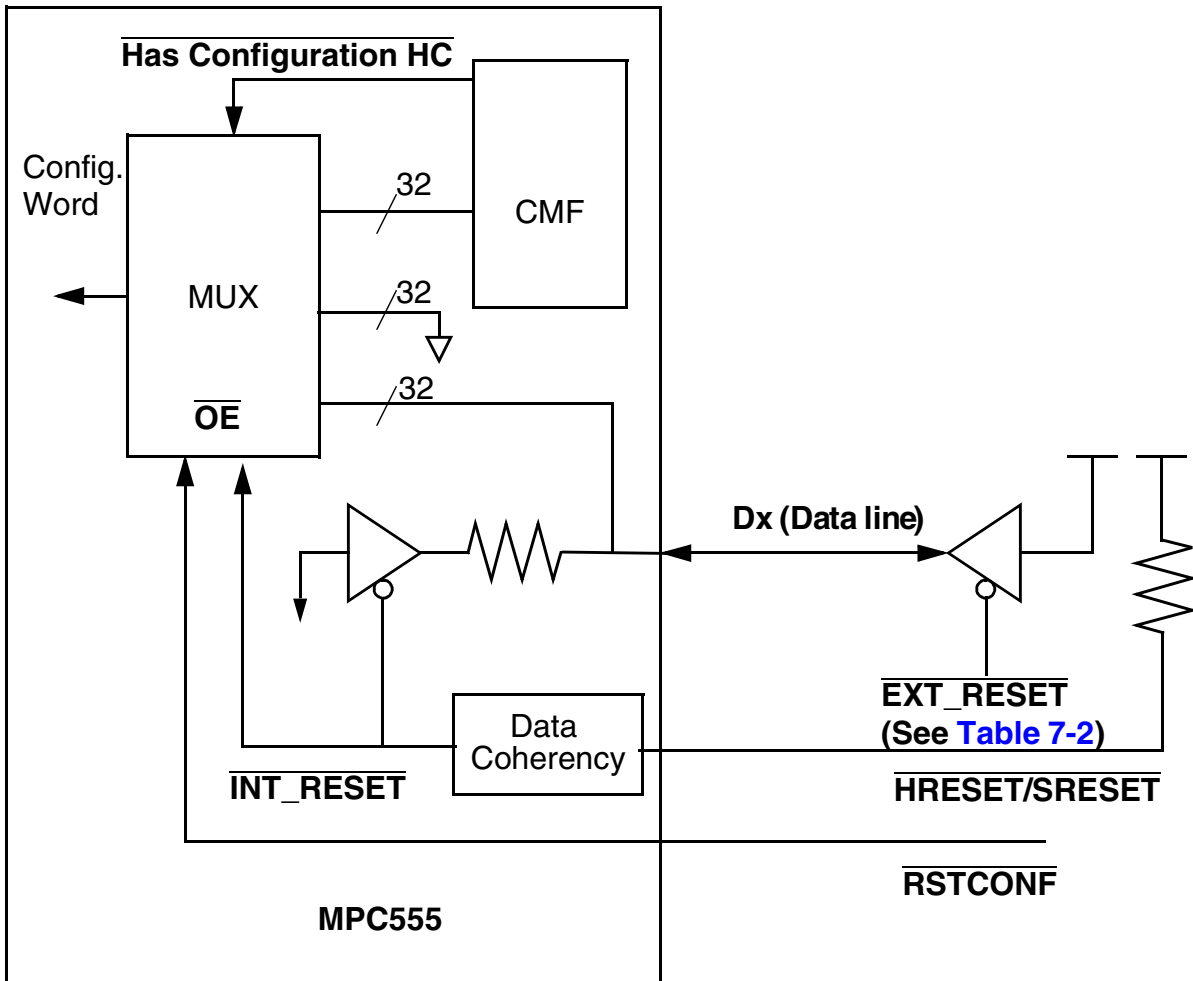 Has Configuration HC
Config.
Word
32
CMF
MUX
32
32
OE
Dx (Data line)
EXT_RESET
(See Table 7-2)
Data
Coherency
INT_RESET
HRESET/SRESET
RSTCONF
MPC555